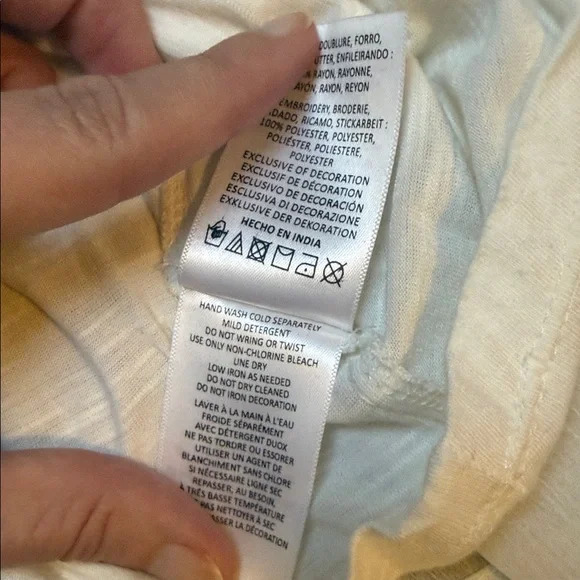 DOUBLURE, FORRO,
ENFILEIRANDO :
RAYON, RAYONNE,
RAYON, REYON
EMBROIDERY, BRODERIE,
RICAMO, STICKARBEIT :
100% POLYESTER, POLYESTER,
POLIÉSTER, POLIESTERE,
POLYESTER
EXCLUSIVE OF DECORATION
EXCLUSIF DE DÉCORATION
EXCLUSIVO DE DECORACIÓN
ESCLUSIVA DI DECORAZIONE
EXKLUSIVE DER DEKORATION
HECHO EN INDIA
HAND WASH COLD SEPARATELY
MILD DETERGENT
DO NOT WRING OR TWIST
USE ONLY NON-CHLORINE BLEACH
LINE DRY
LOW IRON AS NEEDED
DO NOT DRY CLEANED
DO NOT IRON DECORATION
LAVER À LA MAIN À L'EAU
FROIDE SÉPARÉMENT
AVEC DÉTERGENT DUOX
NE PAS TORDRE OU ESSORER
UTILISER UN AGENT DE
BLANCHIMENT SANS CHLORE
SI NÉCESSAIRE LIGNE SEC
REPASSER, AU BESOIN,
À TRÈS BASSE TEMPÉRATURE
PAS NETTOYER À SEC
LA DÉCORATION